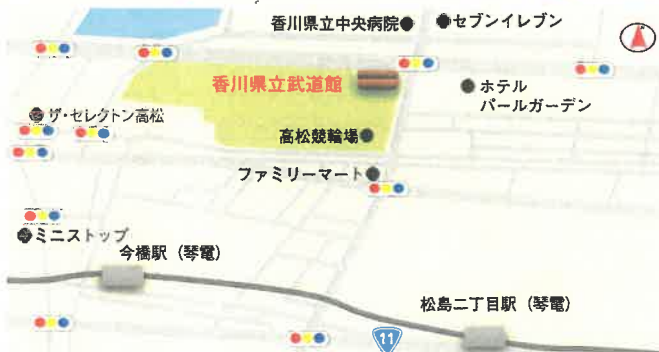 香川県立中央病院
セブンイレブン
香川県立武道館
ホテル
パールガーデン
ザ・セレクトン高松
高松競輪場
ファミリーマート
ミニストップ
今橋駅（琴電）
松島二丁目駅（琴電）
11